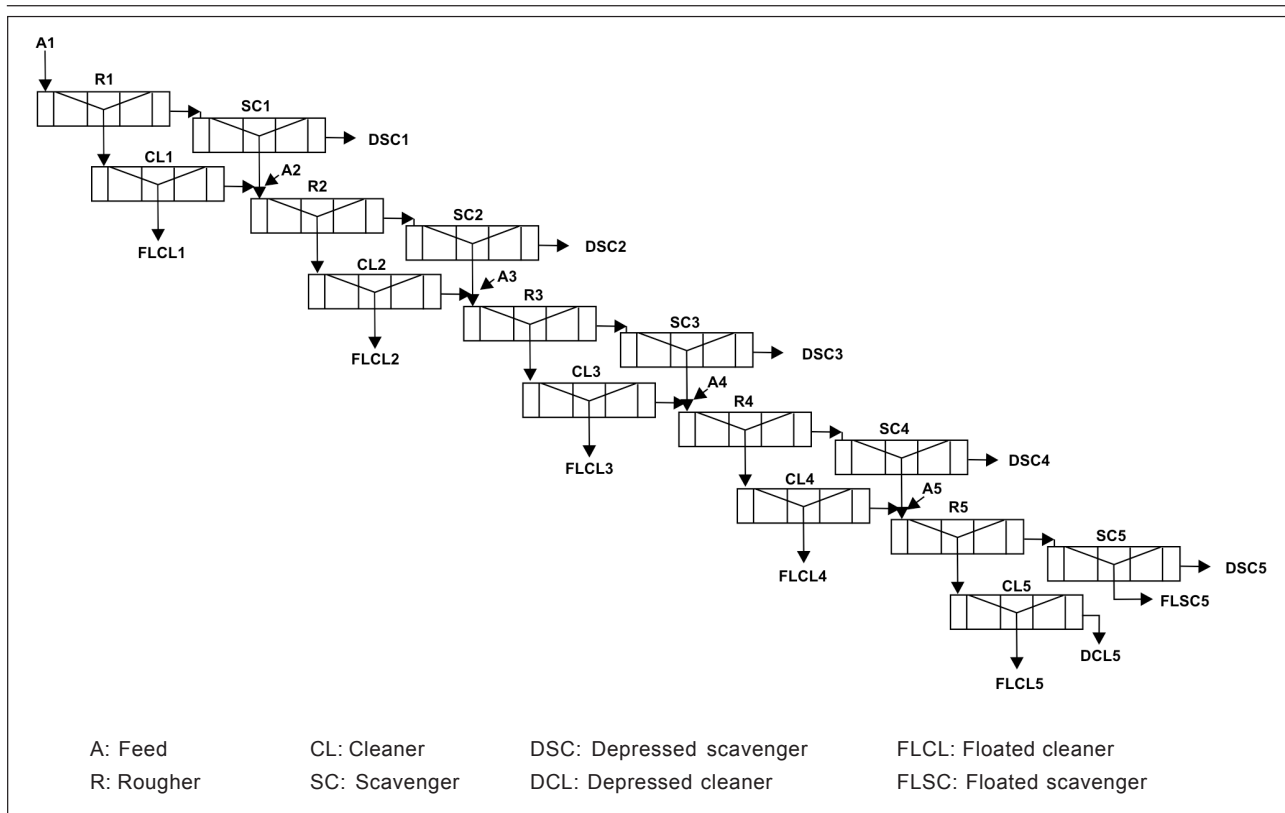 A1
R1
SC1
DSC1
CL1
A2
R2
FLCL1
SC2
DSC2
CL2
A3
R3
FLCL2
SC3
DSC3
CL3
A4
R4
FLCL3
SC4
DSC4
CL4
A5
R5
FLCL4
SC5
DSC5
CL5
FLSC5
DCL5
FLCL5
A: Feed CL: Cleaner DSC: Depressed scavenger FLCL: Floated cleaner
R: Rougher SC: Scavenger DCL: Depressed cleaner FLSC: Floated scavenger